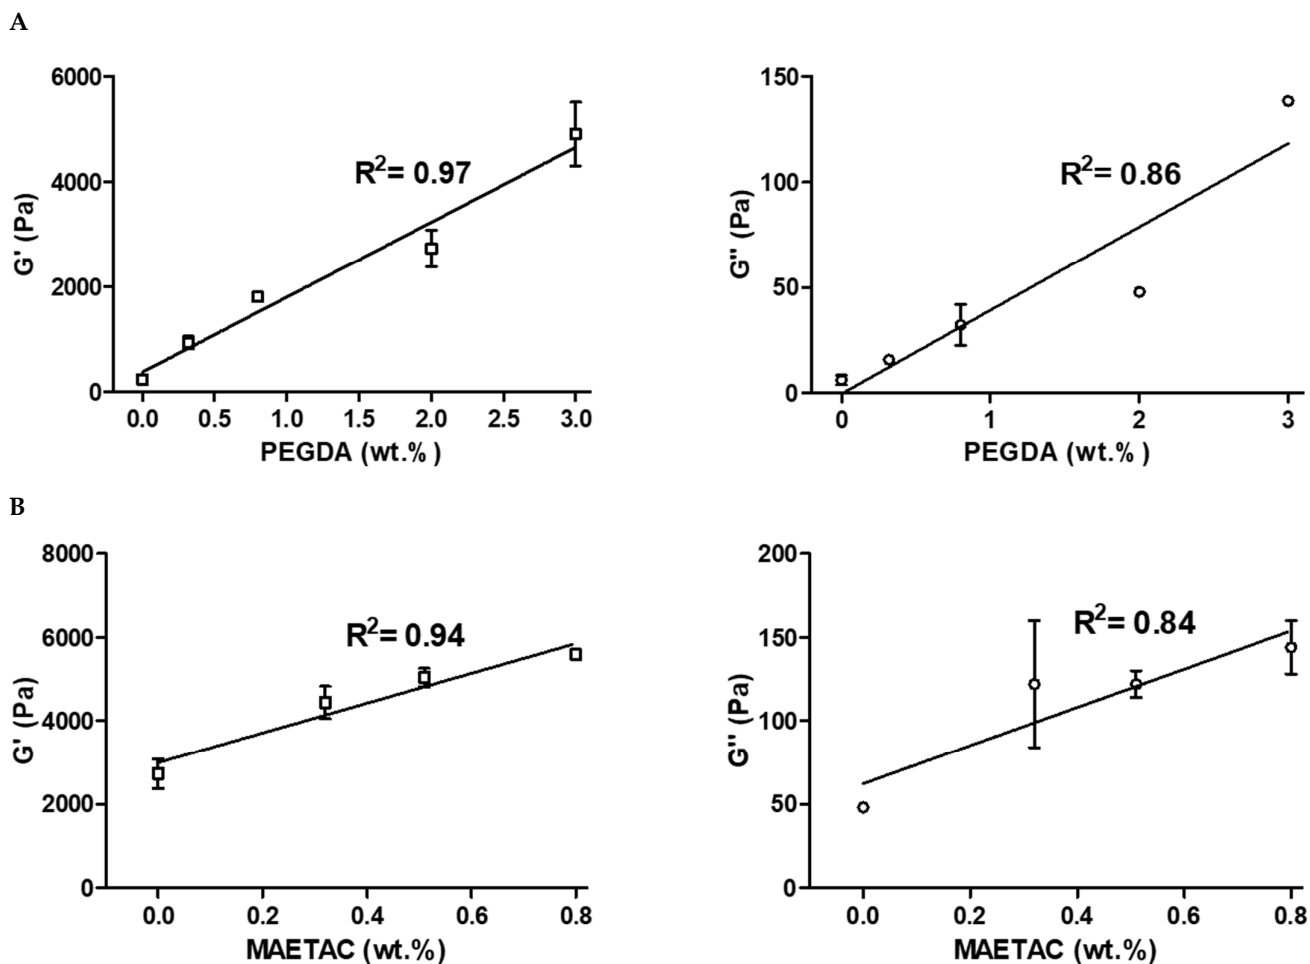 A
6000
4000
2000
0
G' (Pa)
R2= 0.97
0.0 0.5 1.0 1.5 2.0 2.5 3.0
PEGDA (wt.%)
150
100
50
0
G'' (Pa)
R2= 0.86
0 1 2 3
PEGDA (wt.%)
B
8000
6000
4000
2000
0
G' (Pa)
R2= 0.94
0.0 0.2 0.4 0.6 0.8
MAETAC (wt.%)
200
150
100
50
0
G'' (Pa)
R2= 0.84
0.0 0.2 0.4 0.6 0.8
MAETAC (wt.%)